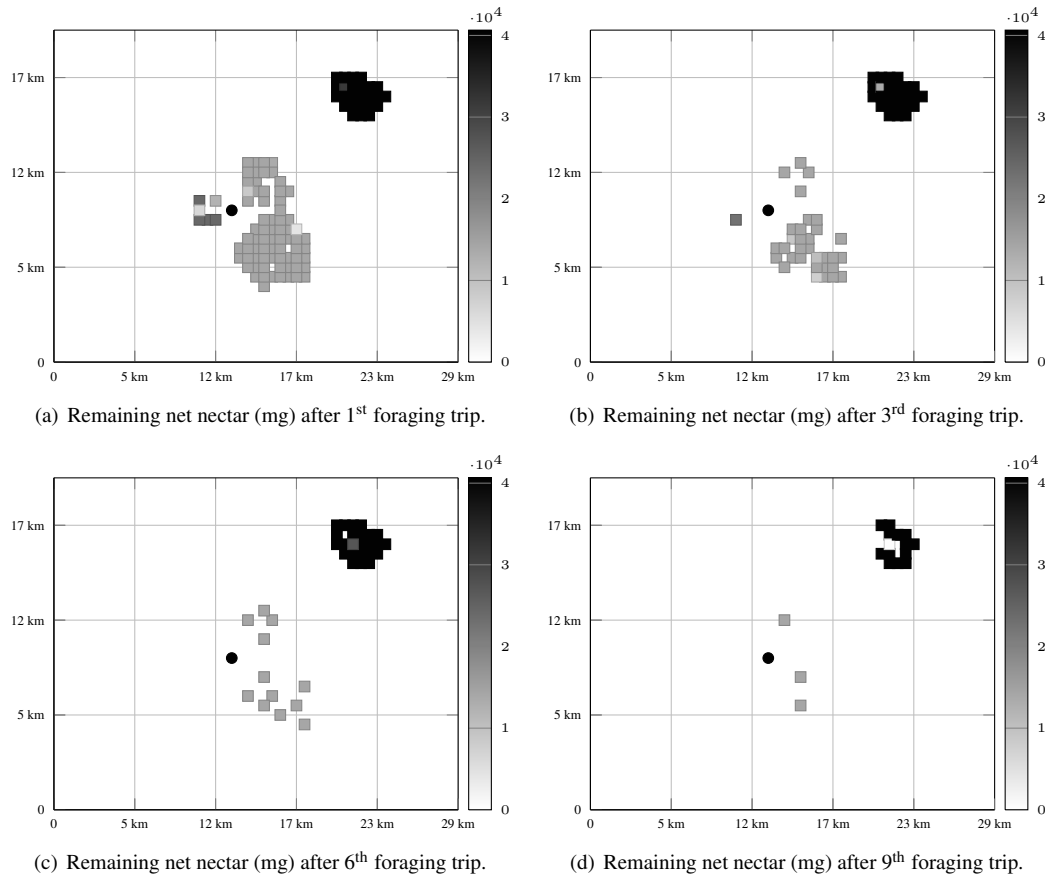 ·10⁴
·10⁴
4
4
17 km
17 km
3
3
12 km
12 km
2
2
5 km
5 km
1
1
0
0
0
0
0
5 km
12 km
17 km
23 km
29 km
0
5 km
12 km
17 km
23 km
29 km
(a) Remaining net nectar (mg) after 1st foraging trip.
(b) Remaining net nectar (mg) after 3rd foraging trip.
·10⁴
·10⁴
4
4
17 km
17 km
3
3
12 km
12 km
2
2
5 km
5 km
1
1
0
0
0
0
0
5 km
12 km
17 km
23 km
29 km
0
5 km
12 km
17 km
23 km
29 km
(c) Remaining net nectar (mg) after 6th foraging trip.
(d) Remaining net nectar (mg) after 9th foraging trip.